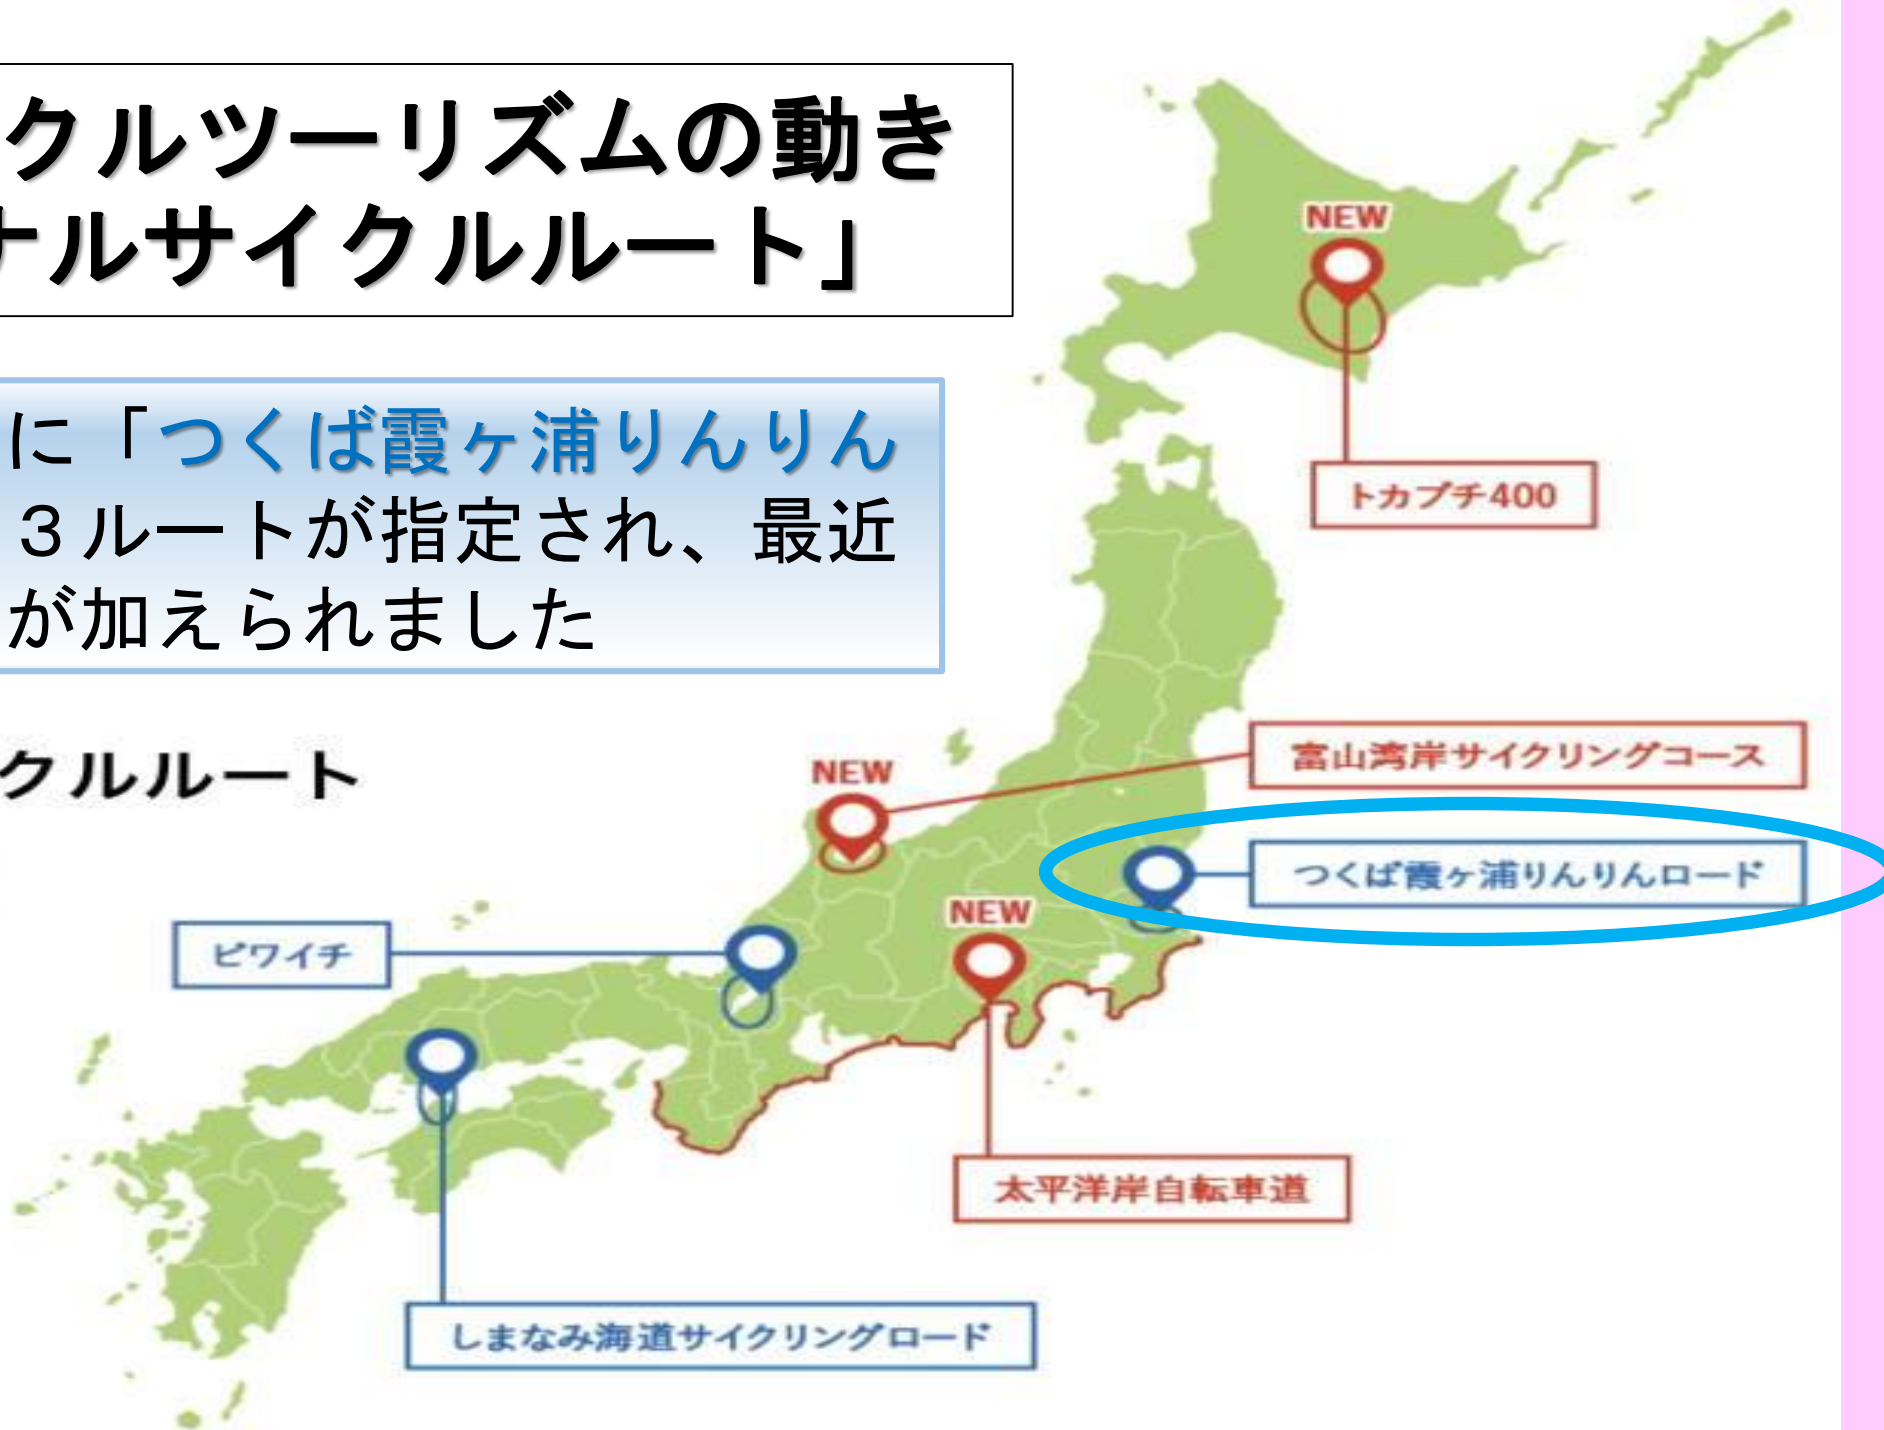 クルツーリズムの動き
ナルサイクルルート」
に「つくば霞ヶ浦りんりん
３ルートが指定され、最近
が加えられました
クルルート
NEW
トカプチ400
NEW
富山湾岸サイクリングコース
つくば霞ヶ浦りんりんロード
NEW
ビワイチ
太平洋岸自転車道
しまなみ海道サイクリングロード